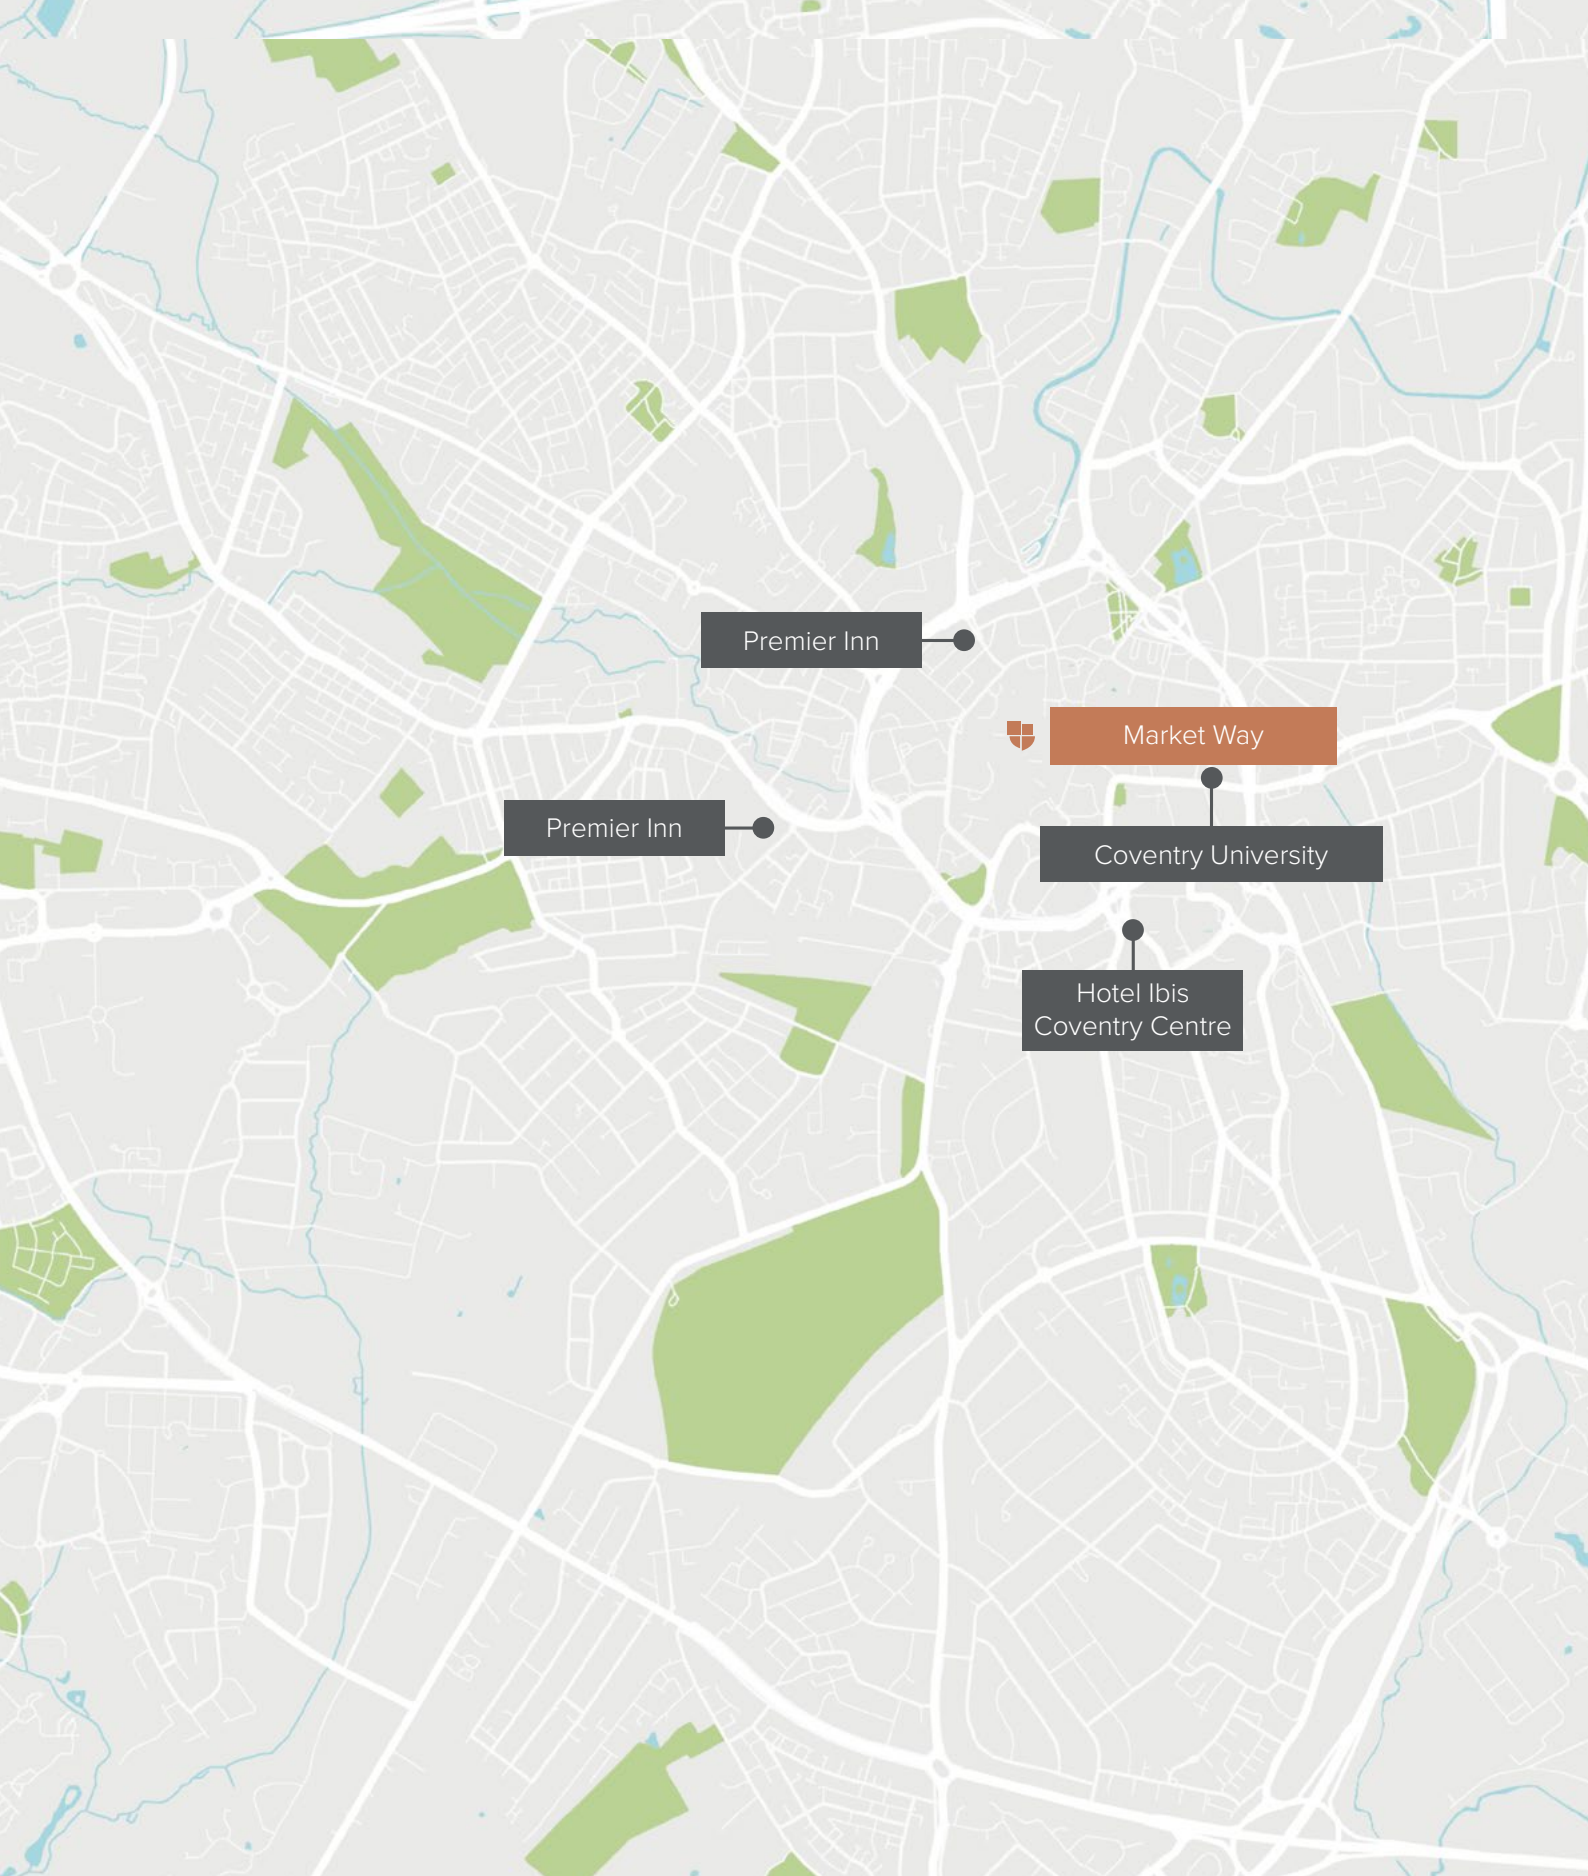 Premier Inn
Market Way
Premier Inn
Coventry University
Hotel Ibis
Coventry Centre